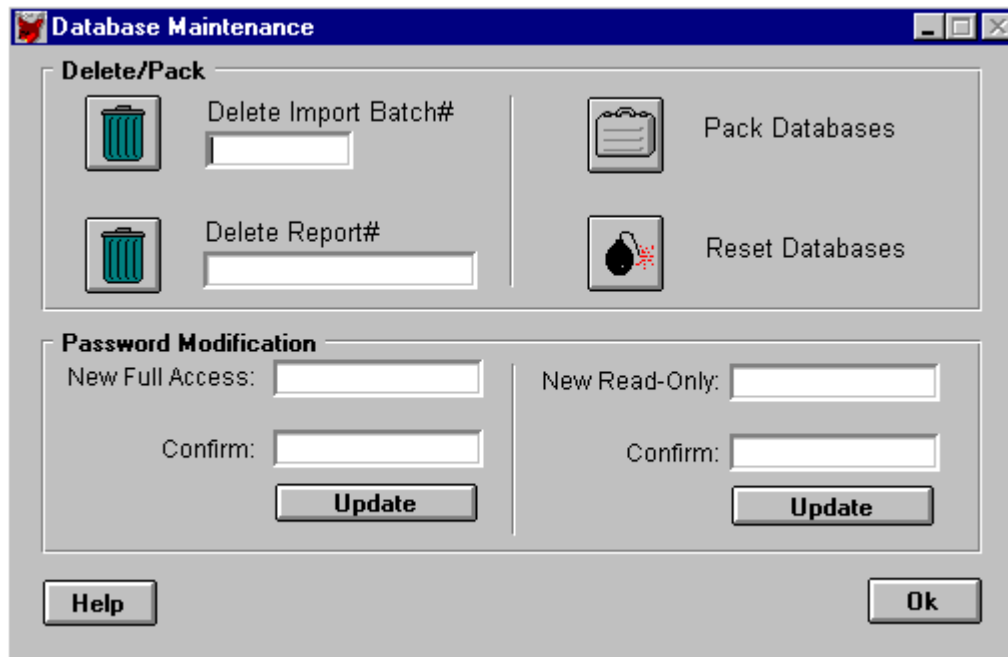 Database Maintenance
Delete/Pack
Delete Import Batch#
Pack Databases
Delete Report#
Reset Databases
Password Modification
New Full Access:
New Read-Only:
Confirm:
Confirm:
Update
Update
Help
Ok